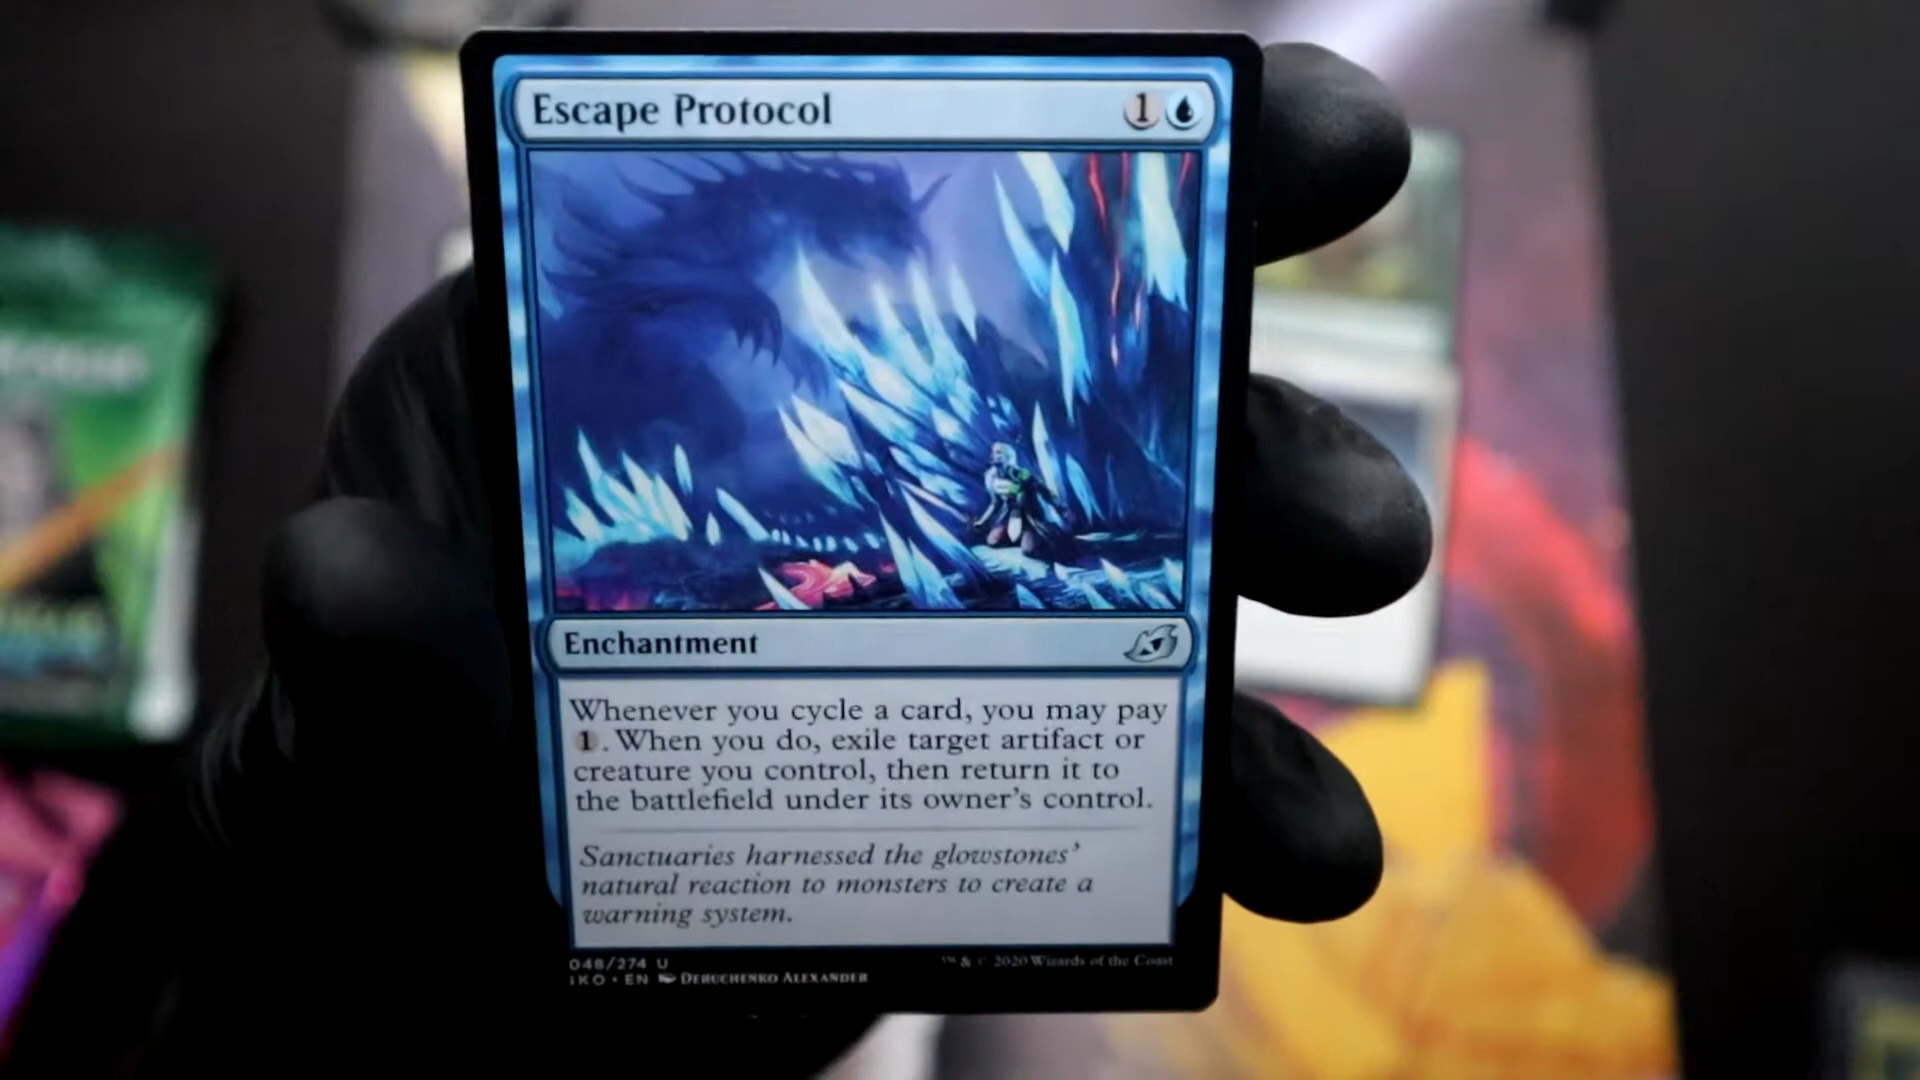 Escape Protocol 1
Enchantment
Whenever you cycle a card, you may pay
1. When you do, exile target artifact or
creature you control, then return it to
the battlefield under its owner's control.
Sanctuaries harnessed the glowstones'
natural reaction to monsters to create a
warning system.
048/274 U
™ & © 2020 Wizards of the Coast
IKO • EN Deruchenko Alexander